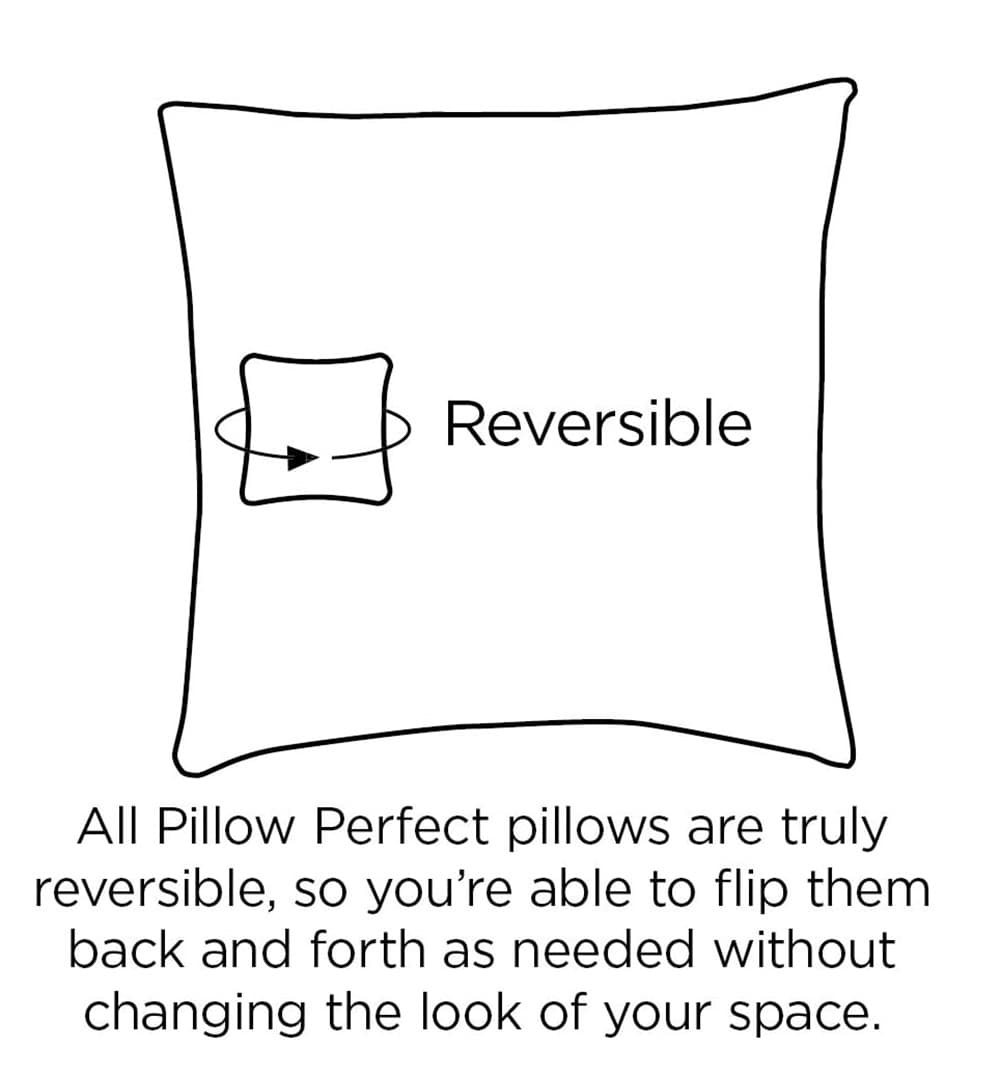 Reversible
All Pillow Perfect pillows are truly
reversible, so you’re able to flip them
back and forth as needed without
changing the look of your space.